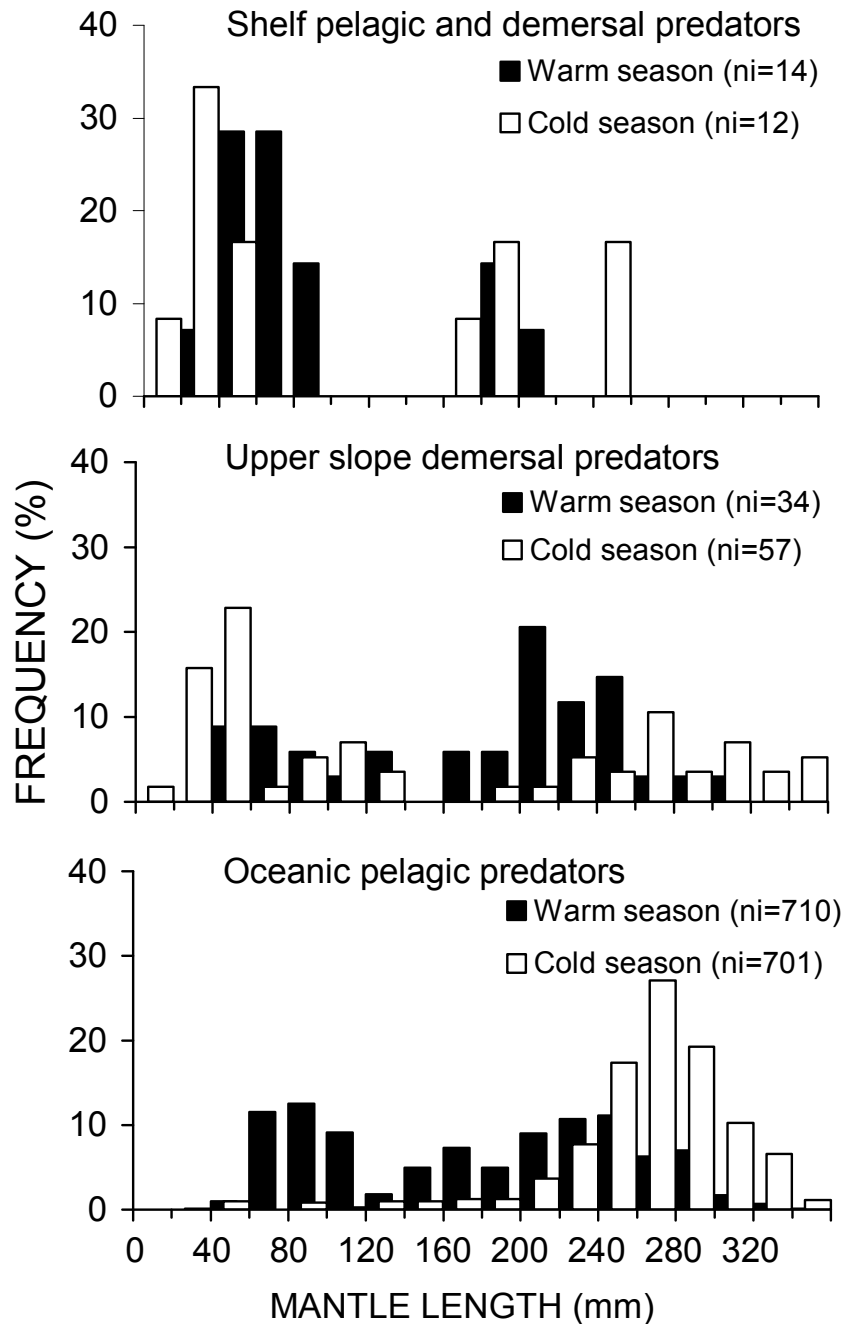 Shelf pelagic and demersal predators
Warm season (ni=14)
Cold season (ni=12)
40
30
20
10
0
Upper slope demersal predators
Warm season (ni=34)
Cold season (ni=57)
40
30
20
10
0
FREQUENCY (%)
Oceanic pelagic predators
Warm season (ni=710)
Cold season (ni=701)
40
30
20
10
0
0 40 80 120 160 200 240 280 320
MANTLE LENGTH (mm)